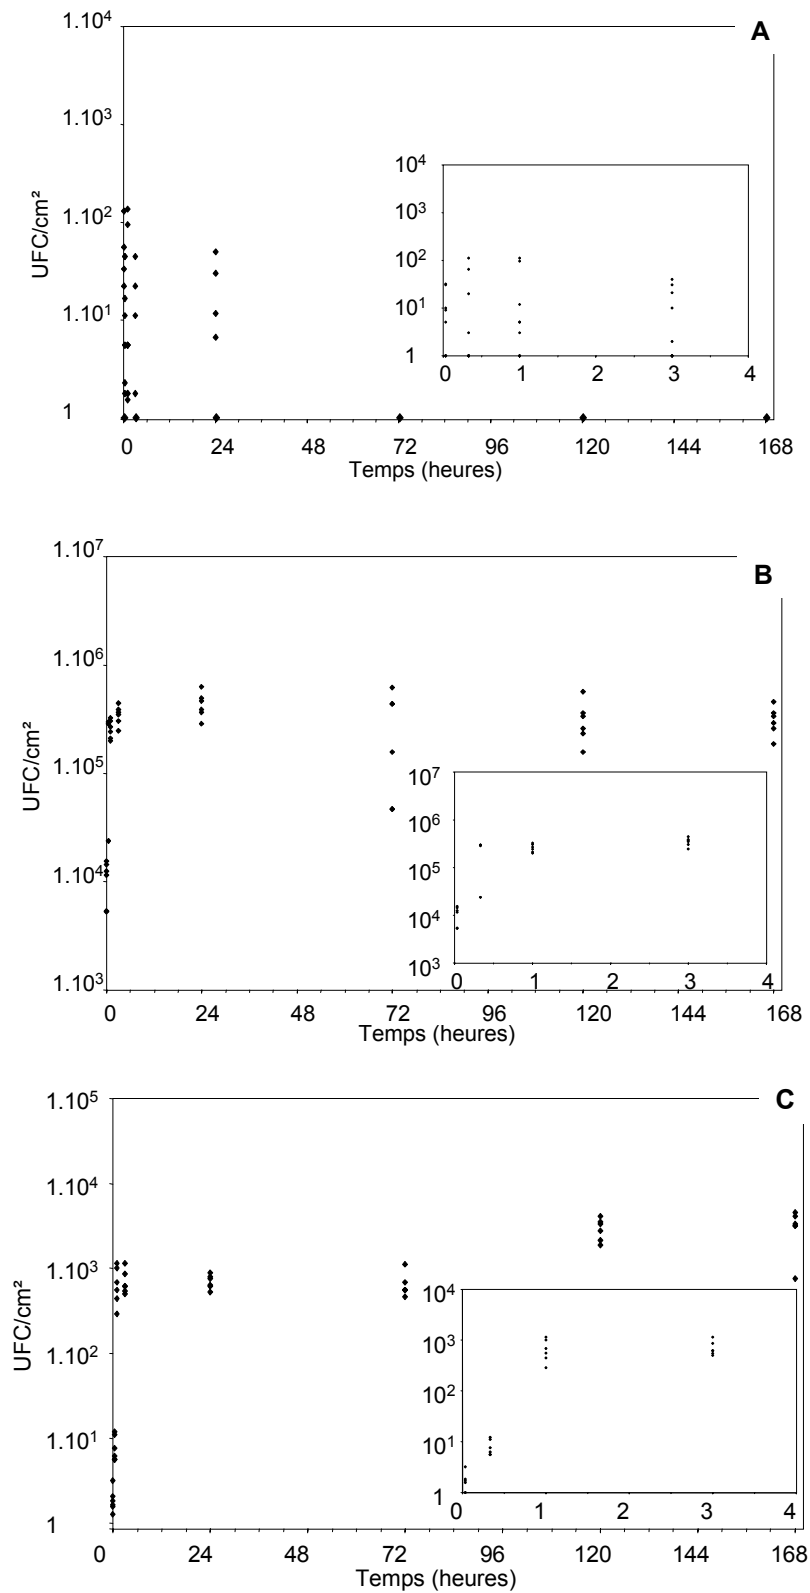 A
1.10⁴
1.10³
1.10²
1.10¹
1
UFC/cm²
0 24 48 72 96 120 144 168
Temps (heures)
10⁴
10³
10²
10¹
1
0 1 2 3 4
B
1.10⁷
1.10⁶
1.10⁵
1.10⁴
1.10³
UFC/cm²
0 24 48 72 96 120 144 168
Temps (heures)
10⁷
10⁶
10⁵
10⁴
10³
0 1 2 3 4
C
1.10⁵
1.10⁴
1.10³
1.10²
1.10¹
1
UFC/cm²
0 24 48 72 96 120 144 168
Temps (heures)
10⁴
10³
10²
10¹
1
0 1 2 3 4